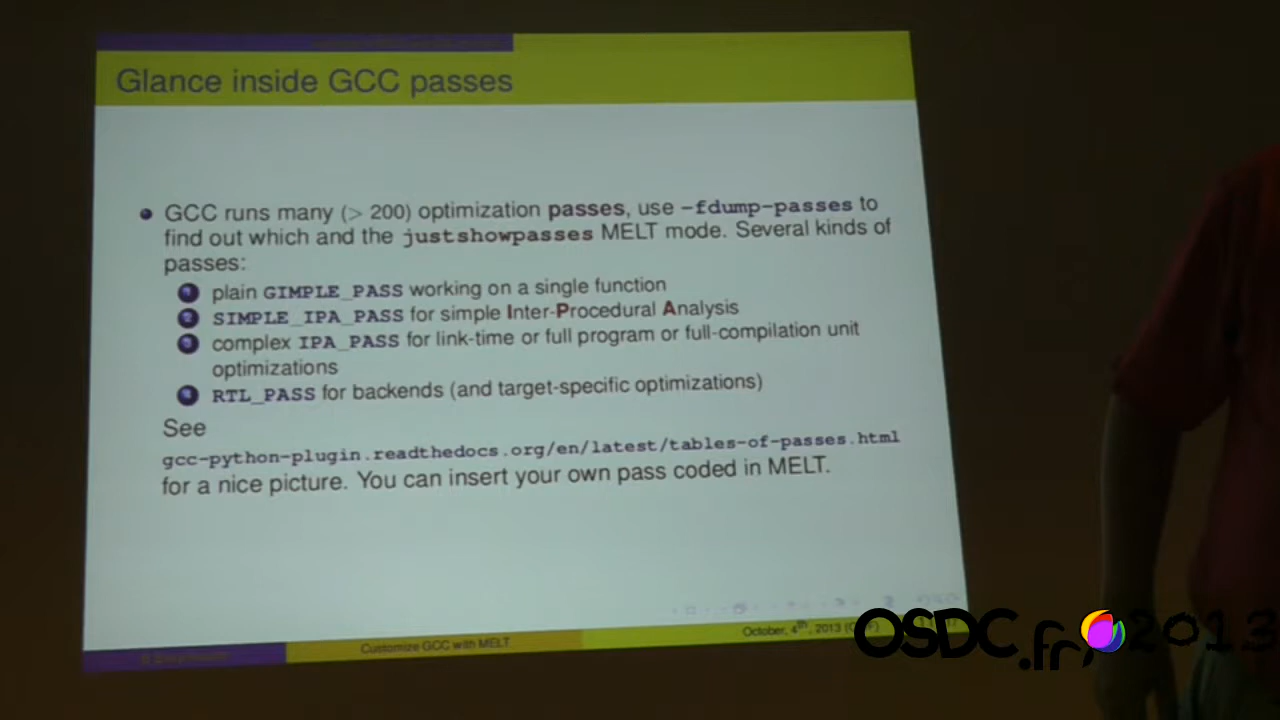 Glance inside GCC passes
GCC runs many (> 200) optimization passes, use -fdump-passes to
find out which and the justshowpasses MELT mode. Several kinds of
passes:
1 plain GIMPLE_PASS working on a single function
2 SIMPLE_IPA_PASS for simple Inter-Procedural Analysis
3 complex IPA_PASS for link-time or full program or full-compilation unit
optimizations
4 RTL_PASS for backends (and target-specific optimizations)
See
gcc-python-plugin.readthedocs.org/en/latest/tables-of-passes.html
for a nice picture. You can insert your own pass coded in MELT.
Customize GCC with MELT
October, 4th, 2013
OSDC.fr 2013